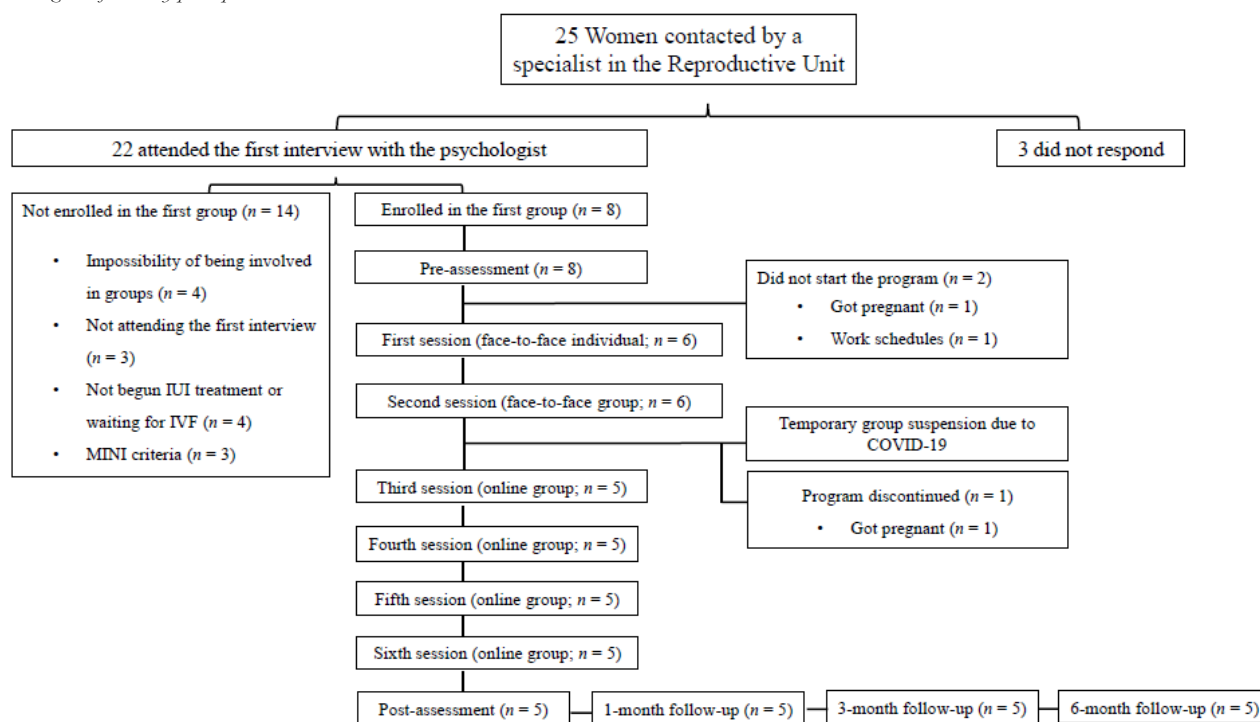 25 Women contacted by a
specialist in the Reproductive Unit
22 attended the first interview with the psychologist
3 did not respond
Not enrolled in the first group (n = 14)
• Impossibility of being involved
in groups (n = 4)
• Not attending the first interview
(n = 3)
• Not begun IUI treatment or
waiting for IVF (n = 4)
• MINI criteria (n = 3)
Enrolled in the first group (n = 8)
Pre-assessment (n = 8)
Did not start the program (n = 2)
• Got pregnant (n = 1)
• Work schedules (n = 1)
First session (face-to-face individual; n = 6)
Second session (face-to-face group; n = 6)
Temporary group suspension due to
COVID-19
Program discontinued (n = 1)
• Got pregnant (n = 1)
Third session (online group; n = 5)
Fourth session (online group; n = 5)
Fifth session (online group; n = 5)
Sixth session (online group; n = 5)
Post-assessment (n = 5)
1-month follow-up (n = 5)
3-month follow-up (n = 5)
6-month follow-up (n = 5)